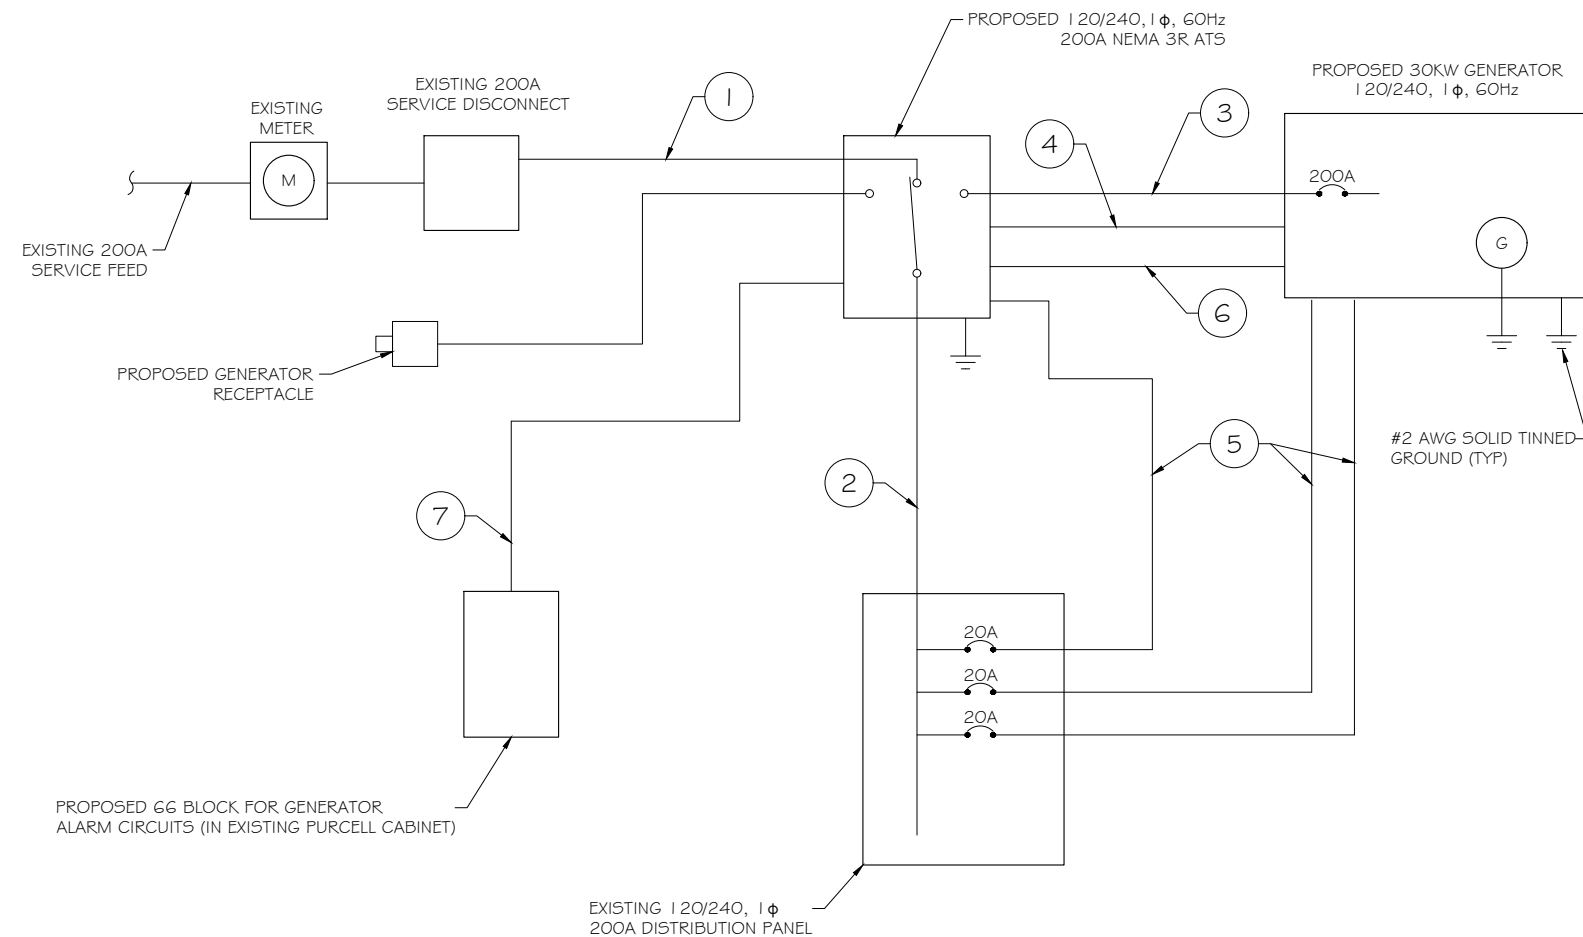 PROPOSED 120/240,1ϕ, 60Hz
200A NEMA 3R ATS
PROPOSED 30KW GENERATOR
120/240, 1ϕ, 60Hz
EXISTING 200A
SERVICE DISCONNECT
EXISTING
METER
M
1
3
4
200A
G
EXISTING 200A
SERVICE FEED
6
PROPOSED GENERATOR
RECEPTACLE
5
#2 AWG SOLID TINNED
GROUND (TYP)
2
7
20A
20A
20A
PROPOSED 66 BLOCK FOR GENERATOR
ALARM CIRCUITS (IN EXISTING PURCELL CABINET)
EXISTING 120/240, 1ϕ
200A DISTRIBUTION PANEL